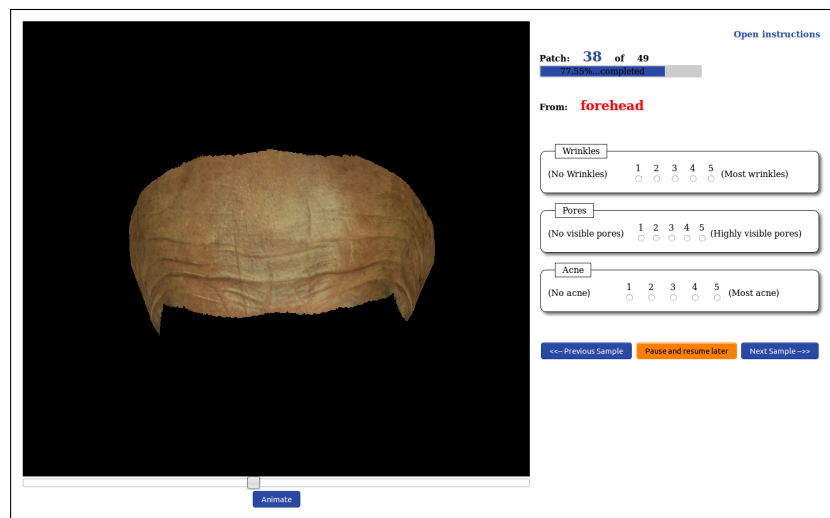 Open instructions
Patch: 38 of 49
77.55%...completed
From: forehead
Wrinkles
1 2 3 4 5
(No Wrinkles) (Most wrinkles)
Pores
1 2 3 4 5
(No visible pores) (Highly visible pores)
Acne
1 2 3 4 5
(No acne) (Most acne)
<<-- Previous Sample Pause and resume later Next Sample -->>
Animate